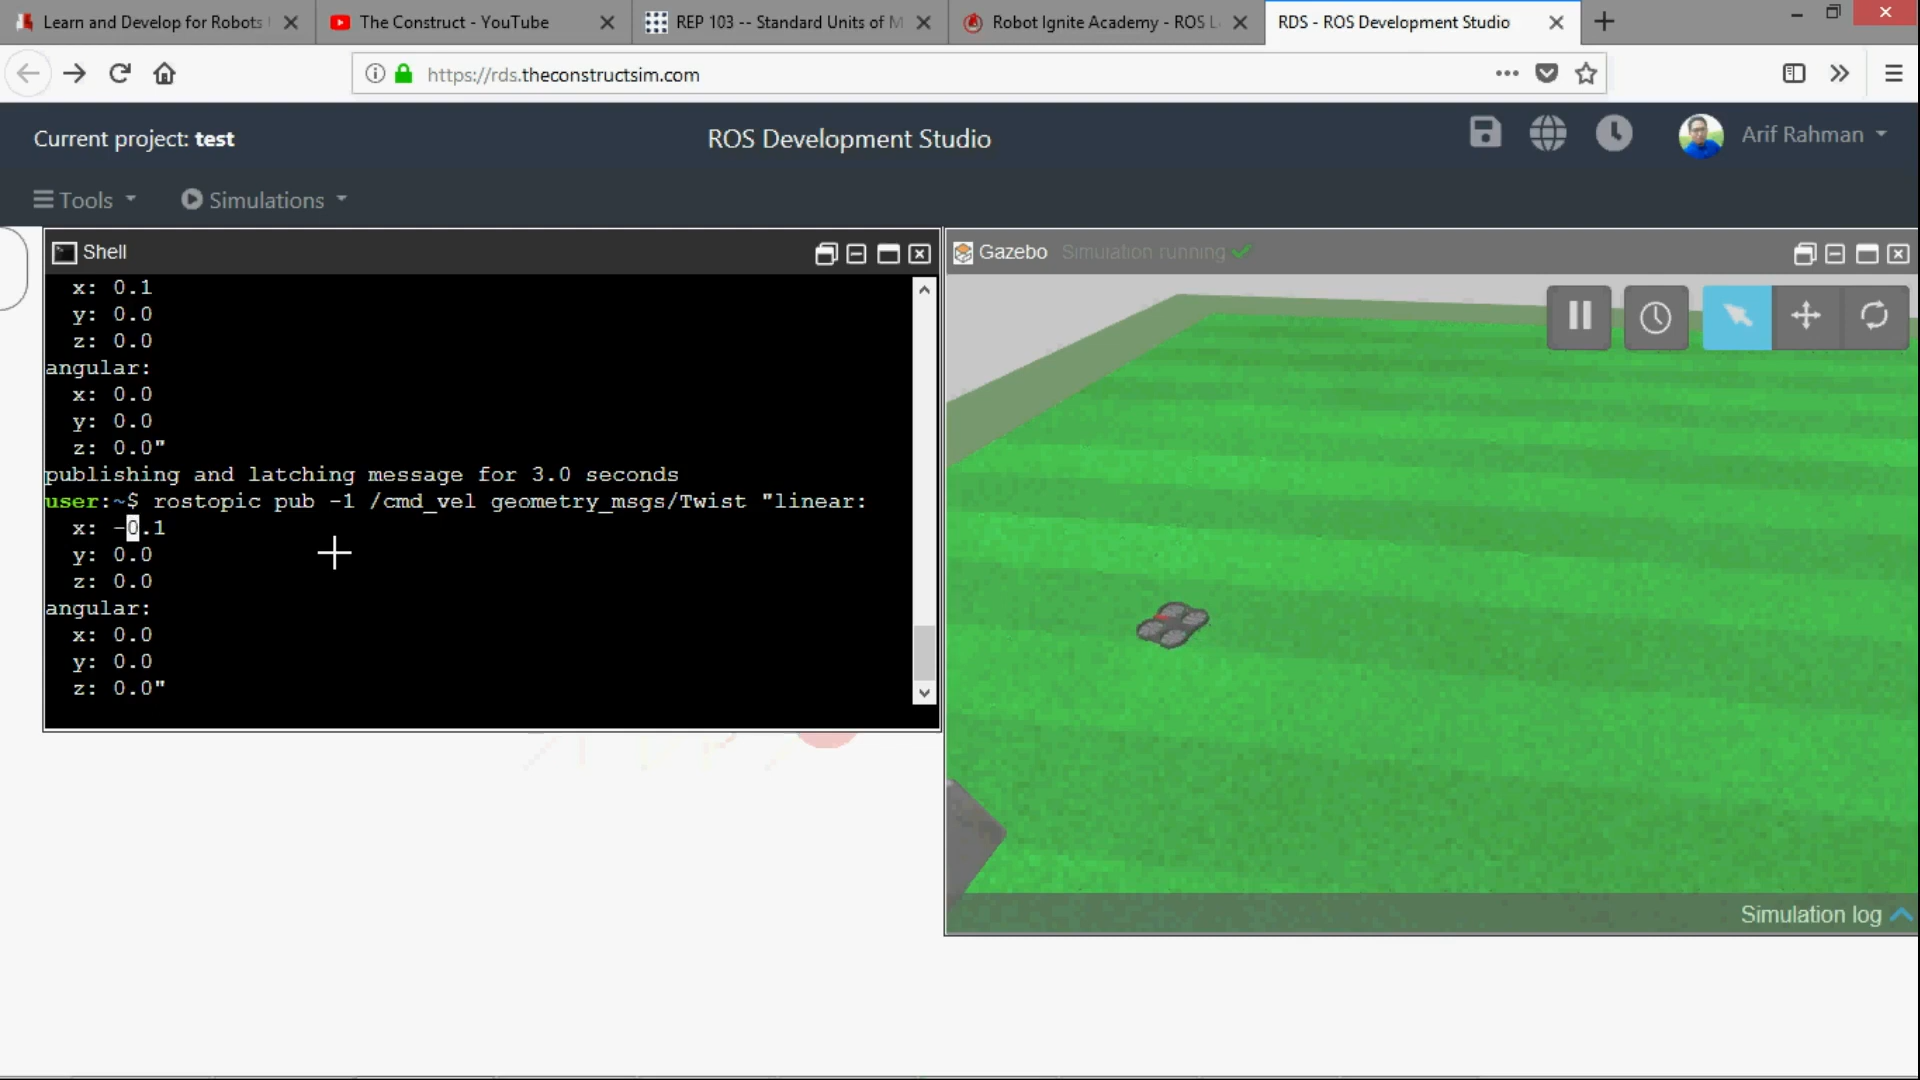 Learn and Develop for Robots
The Construct - YouTube
REP 103 -- Standard Units of M
Robot Ignite Academy - ROS L
RDS - ROS Development Studio
https://rds.theconstructsim.com
Current project: test
ROS Development Studio
Arif Rahman
Tools
Simulations
Shell
x: 0.1
y: 0.0
z: 0.0
angular:
x: 0.0
y: 0.0
z: 0.0"
publishing and latching message for 3.0 seconds
user:~$ rostopic pub -1 /cmd_vel geometry_msgs/Twist "linear:
x: -0.1
y: 0.0
z: 0.0
angular:
x: 0.0
y: 0.0
z: 0.0"
Gazebo Simulation running
Simulation log